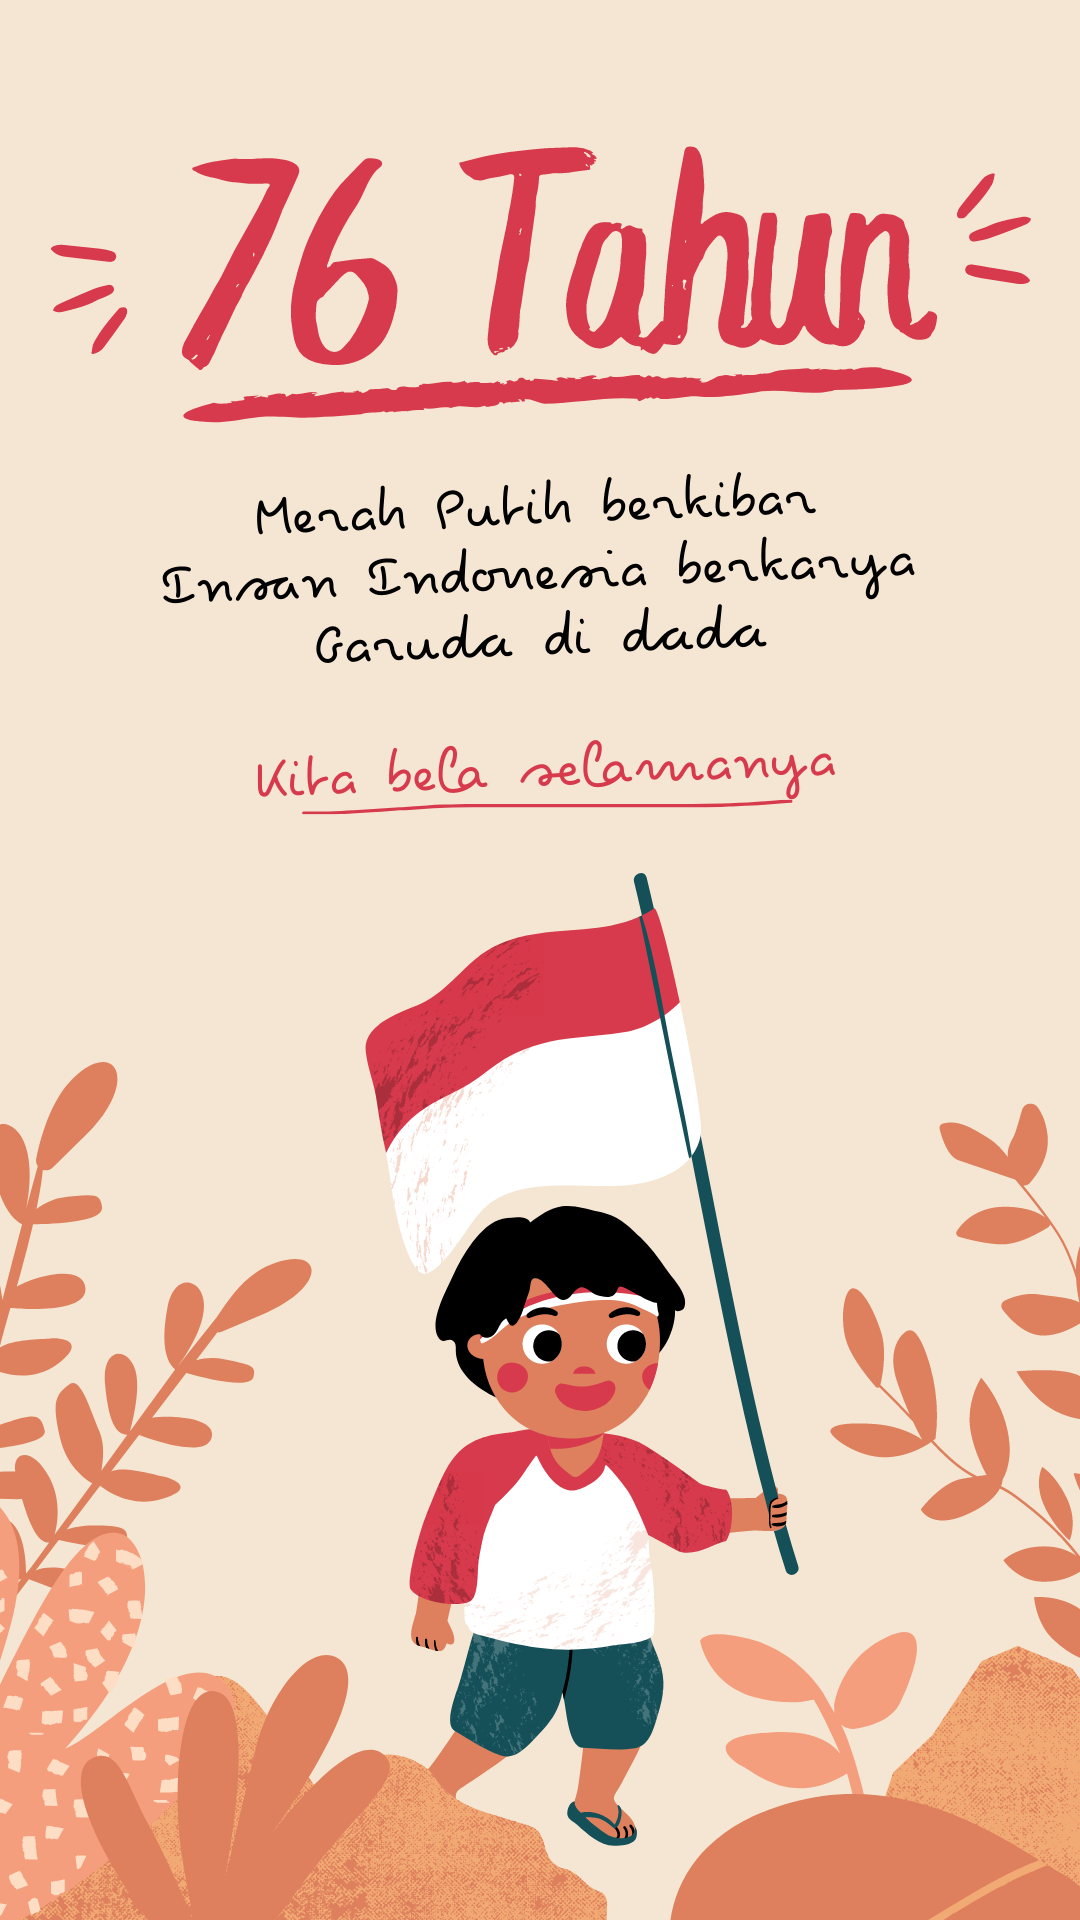 76 Tahun
Merah Putih berkibar
Insan Indonesia berkarya
Garuda di dada
Kita bela selamanya